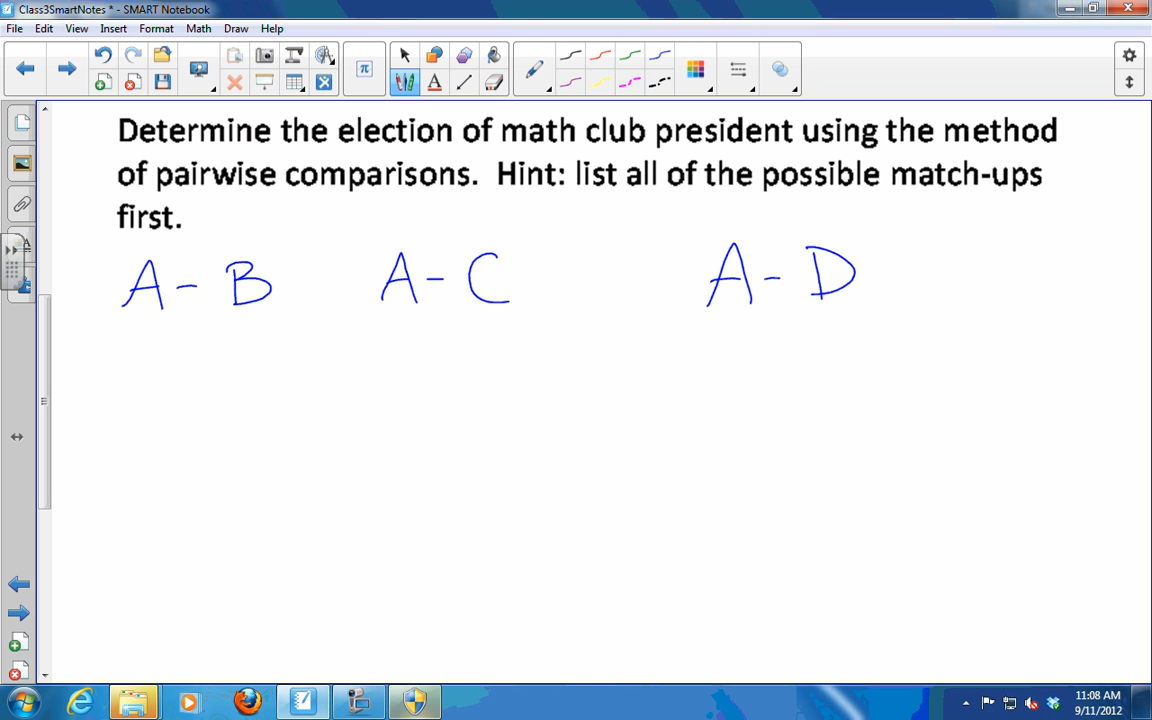 Class3SmartNotes * - SMART Notebook
File Edit View Insert Format Math Draw Help
π
A
Determine the election of math club president using the method
of pairwise comparisons. Hint: list all of the possible match-ups
first.
A - B A - C A - D
11:08 AM
9/11/2012